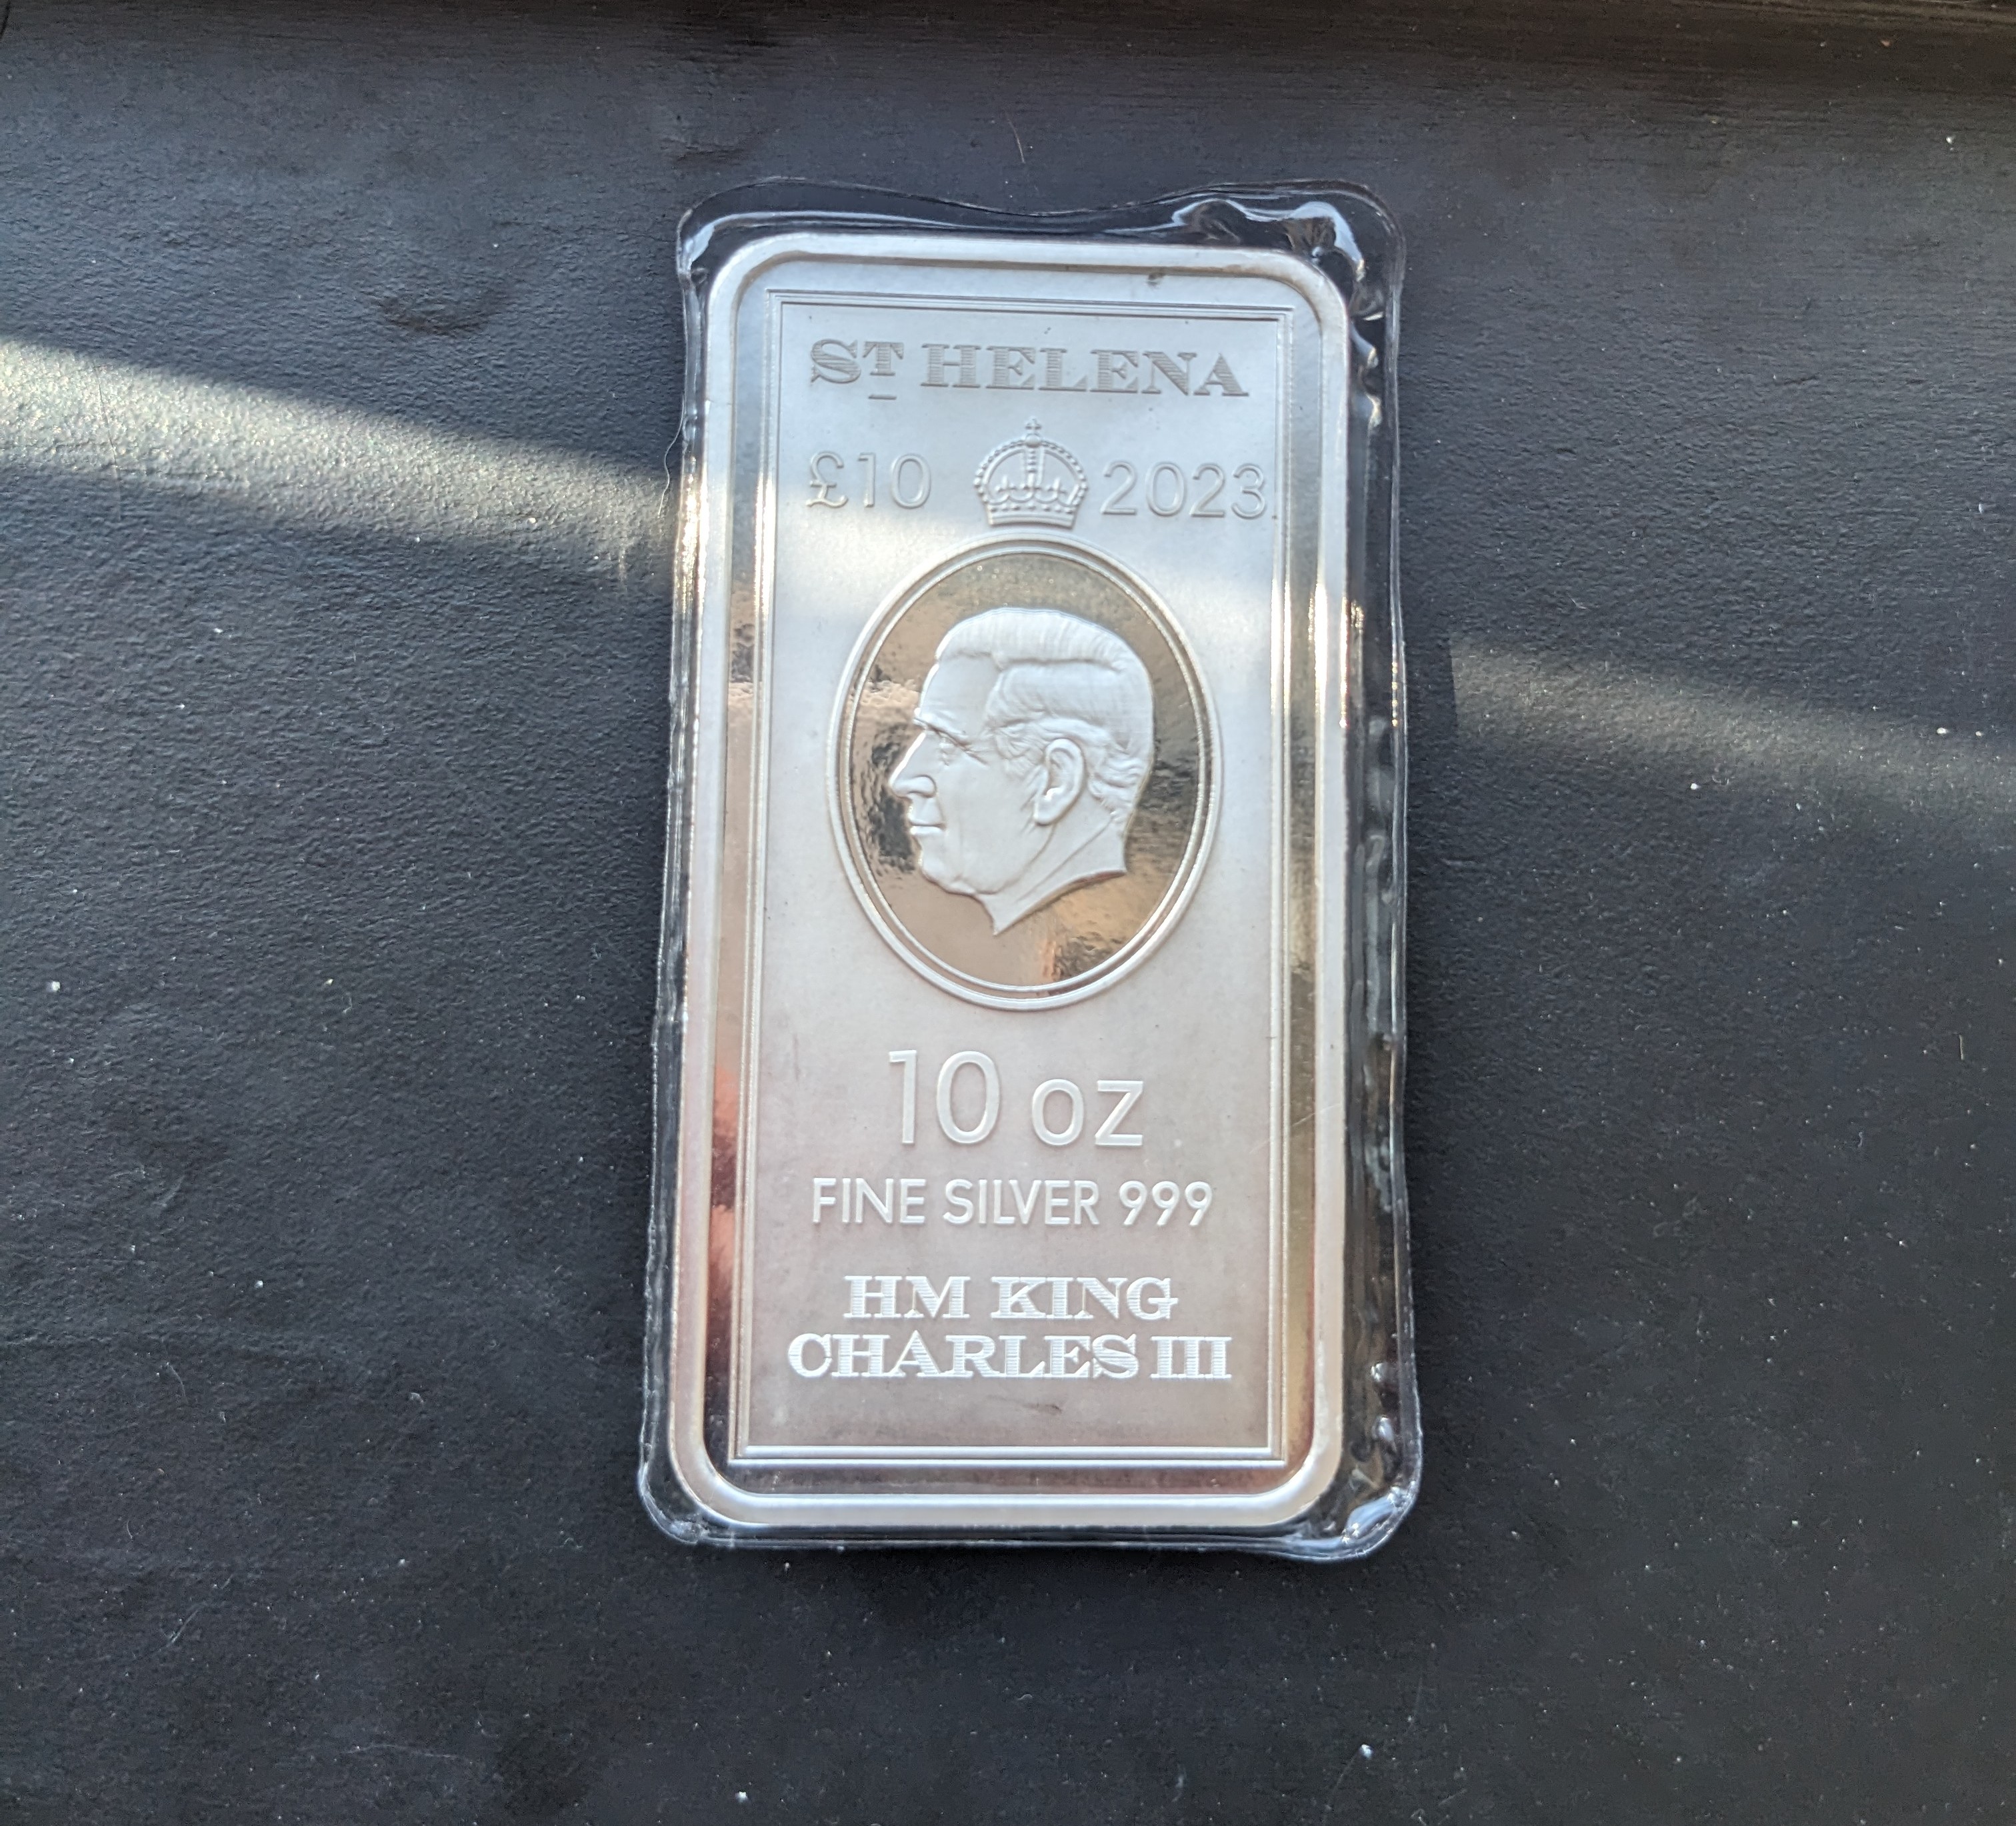 ST HELENA
£10 2023
10 oz
FINE SILVER 999
HM KING
CHARLES III